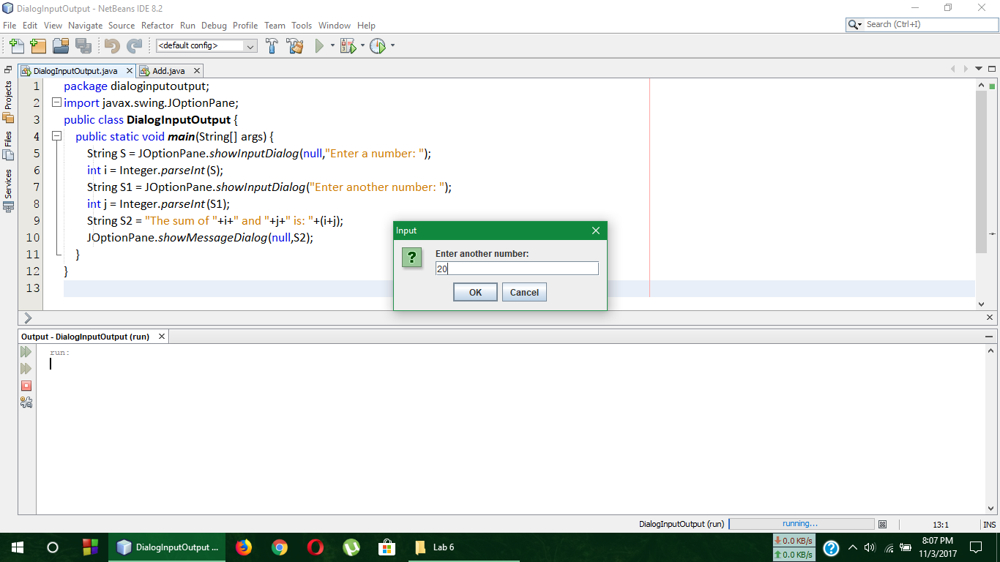 DialogInputOutput - NetBeans IDE 8.2
File Edit View Navigate Source Refactor Run Debug Profile Team Tools Window Help
Search (Ctrl+I)
<default config>
DialogInputOutput.java Add.java
Projects
Files
Services
1 package dialoginputoutput;
2 import javax.swing.JOptionPane;
3 public class DialogInputOutput {
4 public static void main(String[] args) {
5 String S = JOptionPane.showInputDialog(null,"Enter a number: ");
6 int i = Integer.parseInt(S);
7 String S1 = JOptionPane.showInputDialog("Enter another number: ");
8 int j = Integer.parseInt(S1);
9 String S2 = "The sum of "+i+" and "+j+" is: "+(i+j);
10 JOptionPane.showMessageDialog(null,S2);
11 }
12 }
13
Input
Enter another number:
20
OK Cancel
Output - DialogInputOutput (run)
run:
DialogInputOutput (run) running... 13:1 INS
DialogInputOutput ... Lab 6
0.0 KB/s
0.0 KB/s
8:07 PM
11/3/2017